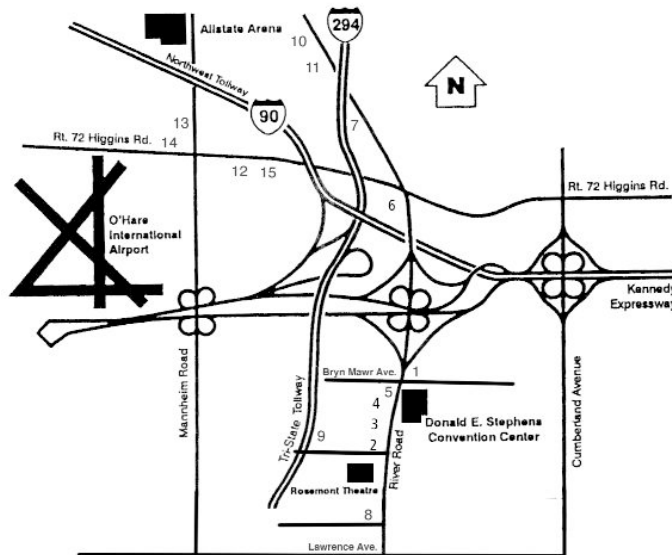 Allstate Arena
10
294
11
Northwest Tollway
N
90
7
13
Rt. 72 Higgins Rd.
14
12
15
Rt. 72 Higgins Rd.
6
O'Hare
International
Airport
Kennedy
Expressway
Mannheim Road
Bryn Mawr Ave.
1
5
4
3
2
Donald E. Stephens
Convention Center
Cumberland Avenue
Tri-State Tollway
9
River Road
Rosemont Theatre
8
Lawrence Ave.